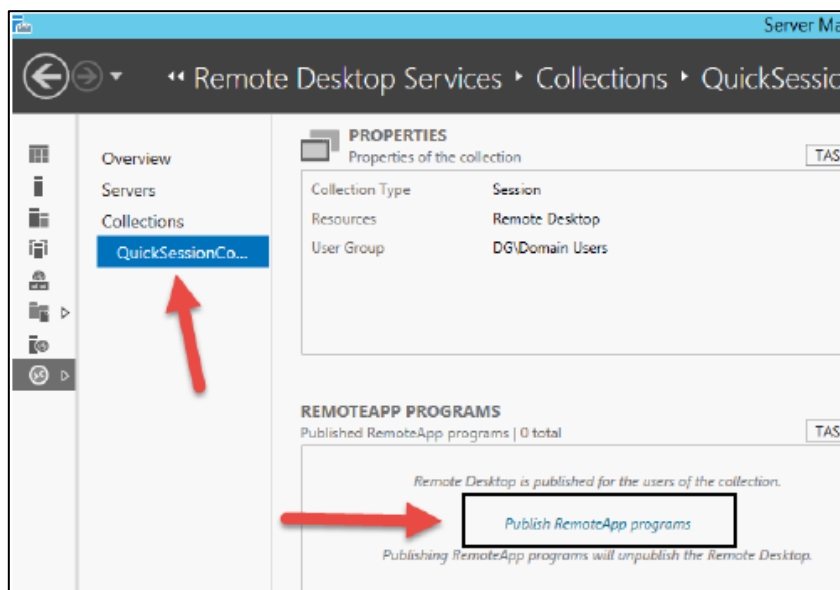 Server Ma
Remote Desktop Services Collections QuickSessio
Overview
Servers
Collections
QuickSessionCo...
PROPERTIES
Properties of the collection
TAS
Collection Type Session
Resources Remote Desktop
User Group DG\Domain Users
REMOTEAPP PROGRAMS
Published RemoteApp programs | 0 total
TAS
Remote Desktop is published for the users of the collection.
Publish RemoteApp programs
Publishing RemoteApp programs will unpublish the Remote Desktop.